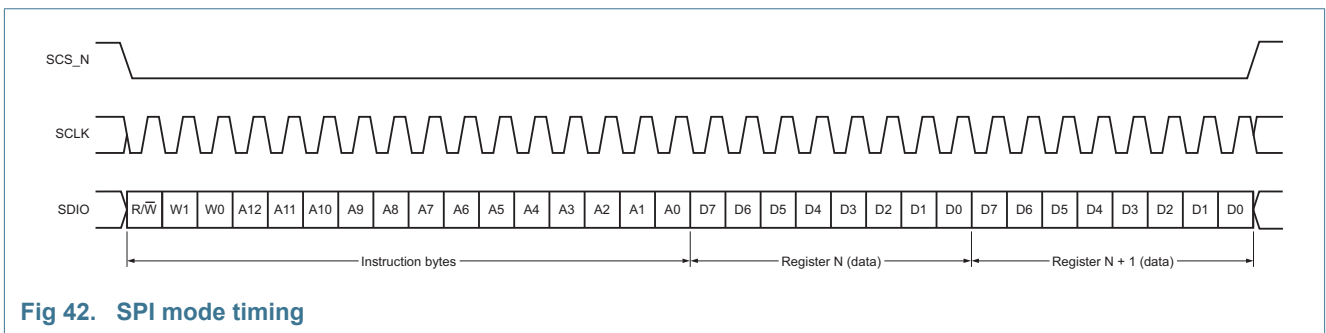 SCS_N
SCLK
SDIO R/W̅ W1 W0 A12 A11 A10 A9 A8 A7 A6 A5 A4 A3 A2 A1 A0 D7 D6 D5 D4 D3 D2 D1 D0 D7 D6 D5 D4 D3 D2 D1 D0
Instruction bytes Register N (data) Register N + 1 (data)
Fig 42. SPI mode timing